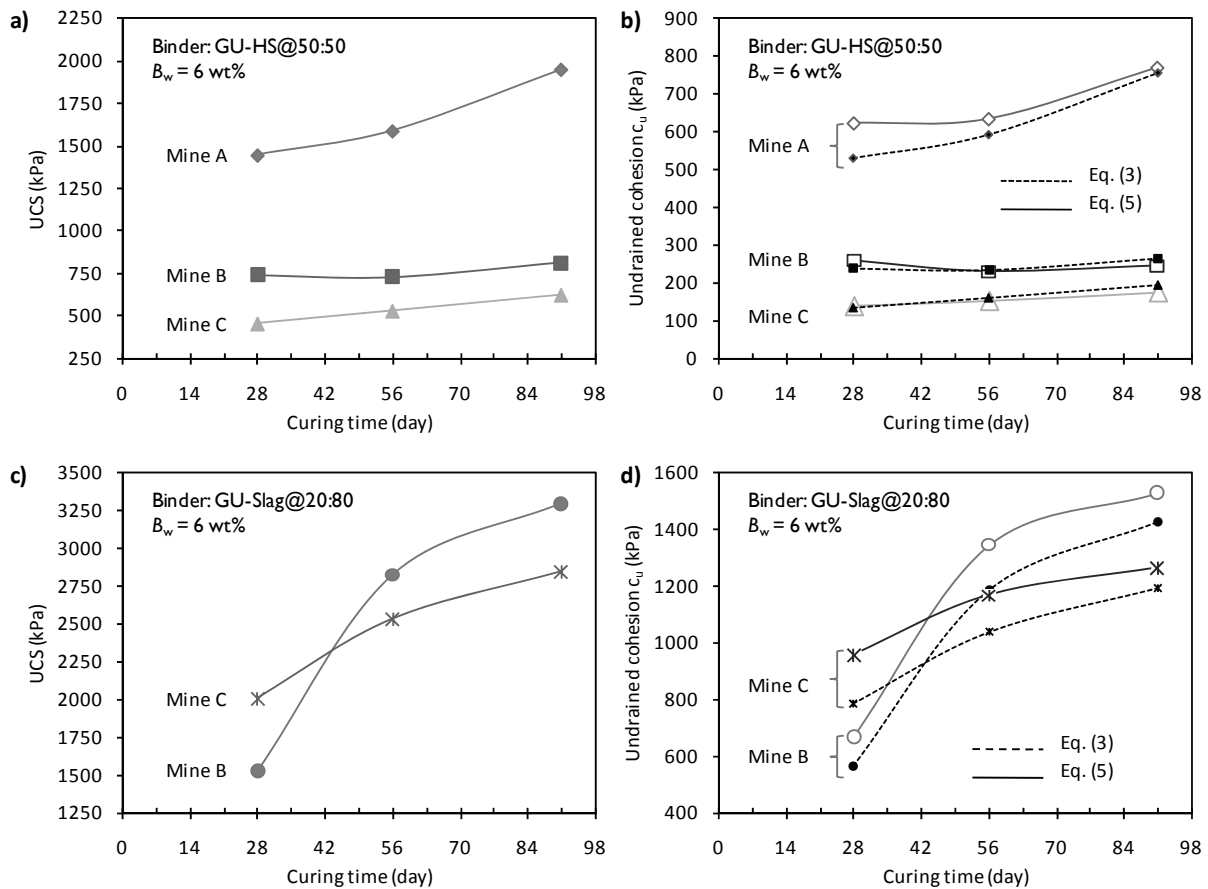 a)
2250
2000
1750
1500
1250
1000
750
500
250
UCS (kPa)
Binder: GU-HS@50:50
Bw = 6 wt%
Mine A
Mine B
Mine C
0 14 28 42 56 70 84 98
Curing time (day)
b)
900
800
700
600
500
400
300
200
100
0
Undrained cohesion cu (kPa)
Binder: GU-HS@50:50
Bw = 6 wt%
Mine A
Eq. (3)
Eq. (5)
Mine B
Mine C
0 14 28 42 56 70 84 98
Curing time (day)
c)
3500
3250
3000
2750
2500
2250
2000
1750
1500
1250
UCS (kPa)
Binder: GU-Slag@20:80
Bw = 6 wt%
Mine C
Mine B
0 14 28 42 56 70 84 98
Curing time (day)
d)
1600
1400
1200
1000
800
600
400
Undrained cohesion cu (kPa)
Binder: GU-Slag@20:80
Bw = 6 wt%
Mine C
Mine B
Eq. (3)
Eq. (5)
0 14 28 42 56 70 84 98
Curing time (day)